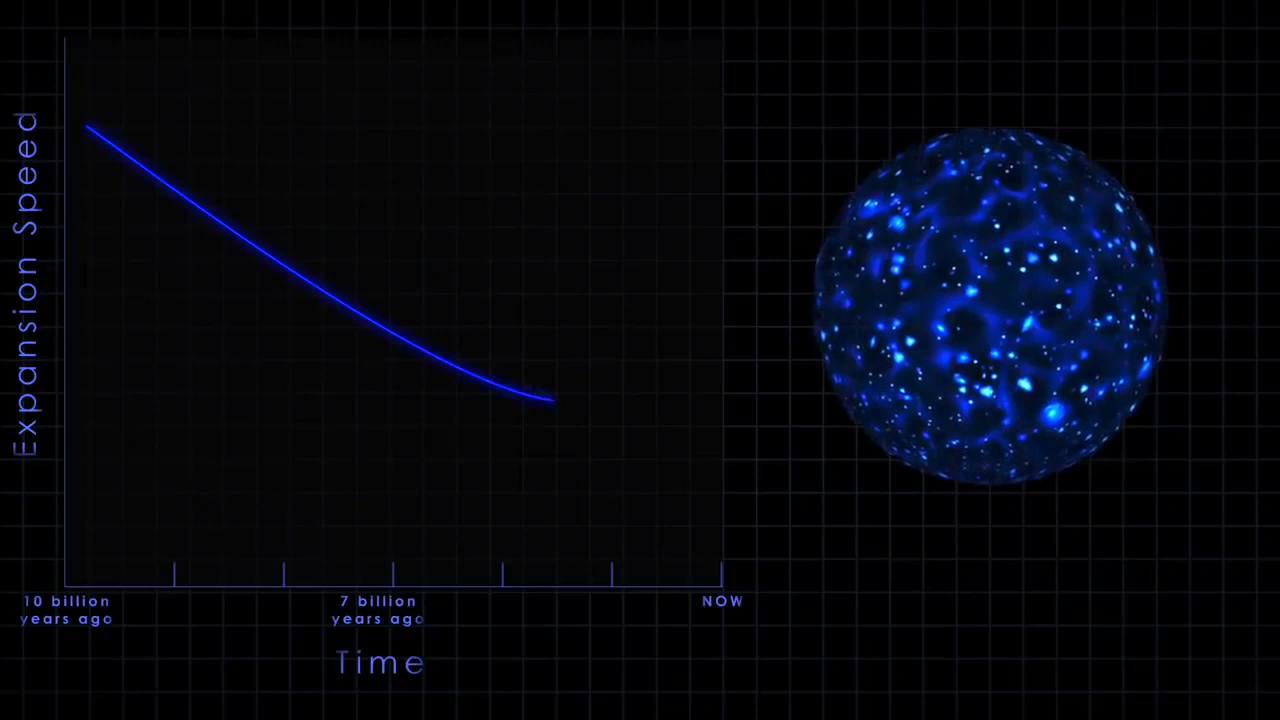 Expansion Speed
10 billion
years ago
7 billion
years ago
NOW
Time